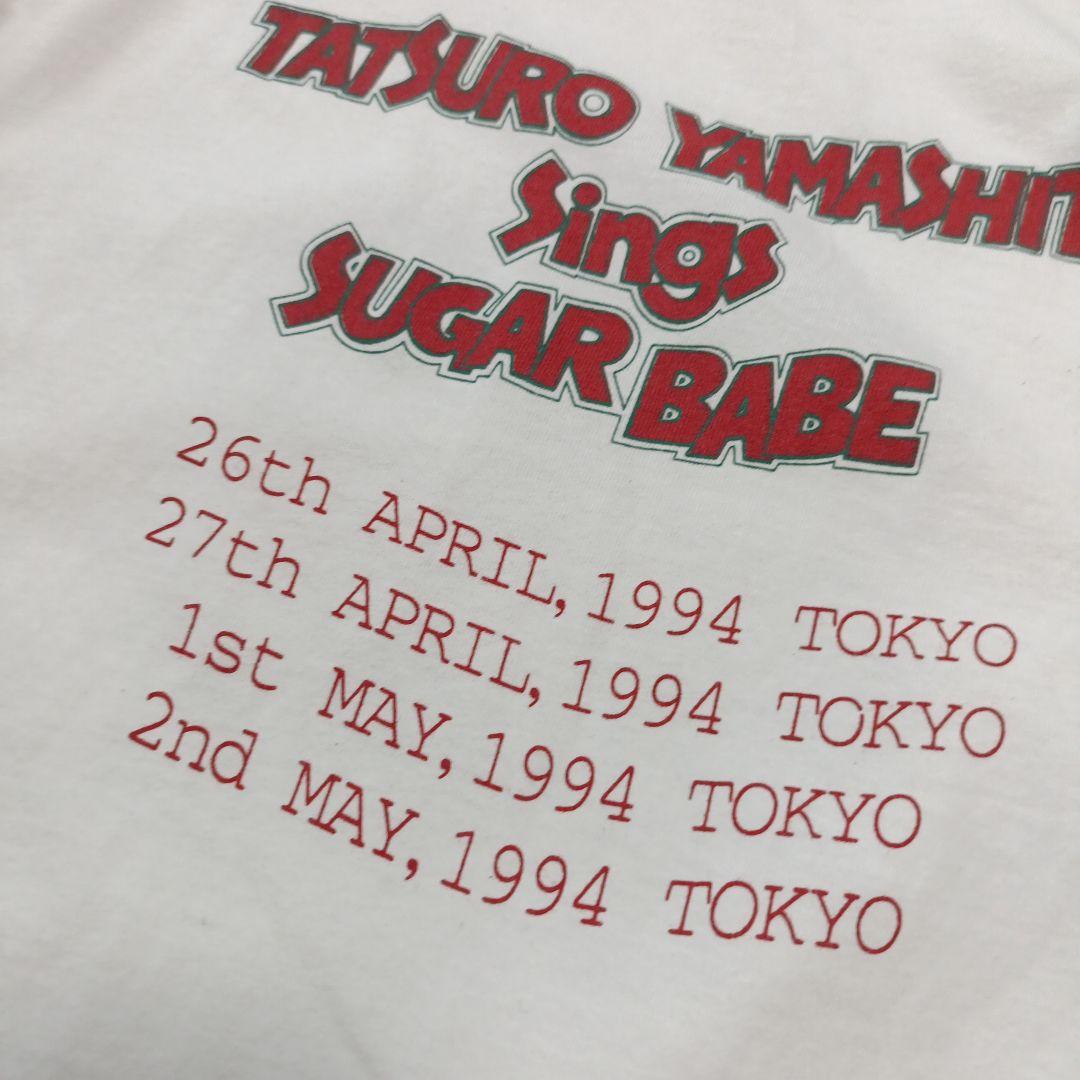 TATSURO YAMASHIT
Sings
SUGAR BABE
26th APRIL, 1994 TOKYO
27th APRIL, 1994 TOKYO
1st MAY, 1994 TOKYO
2nd MAY, 1994 TOKYO